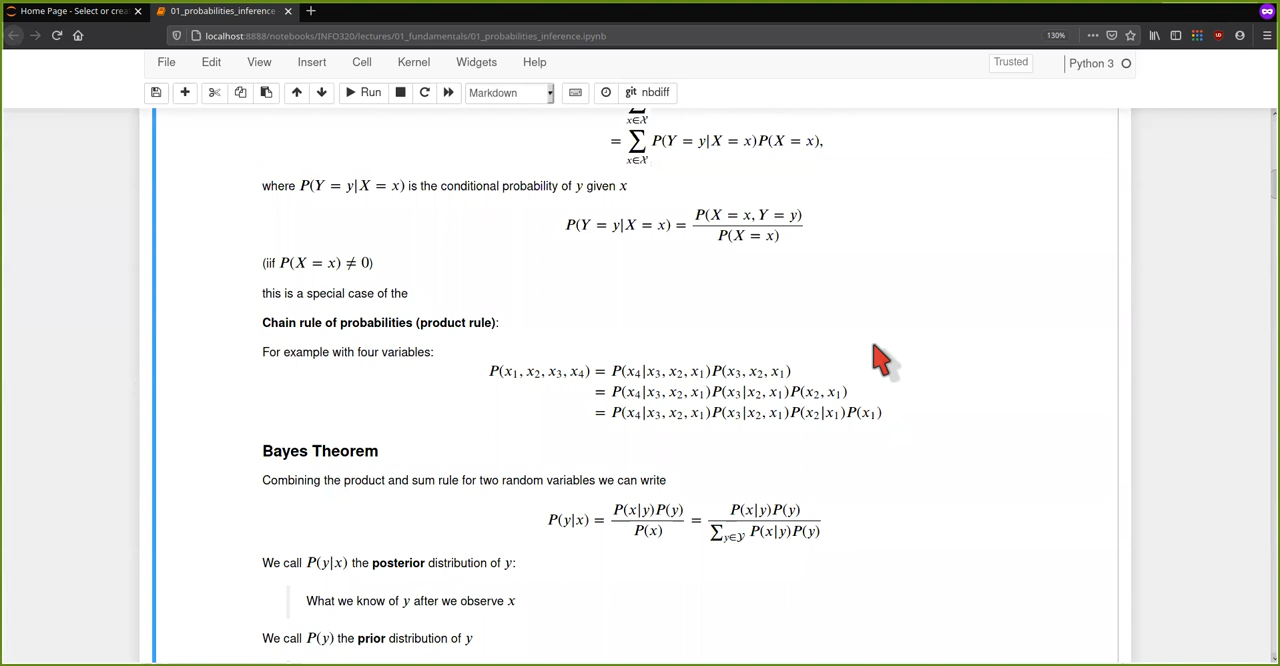 Home Page - Select or crea
01_probabilities_inference
localhost:8888/notebooks/INFO320/lectures/01_fundamentals/01_probabilities_inference.ipynb
130%
File Edit View Insert Cell Kernel Widgets Help Trusted Python 3
Run Markdown git nbdiff
x∈𝒳
= ∑ P(Y = y|X = x)P(X = x),
x∈𝒳
where P(Y = y|X = x) is the conditional probability of y given x
P(Y = y|X = x) = P(X = x, Y = y) / P(X = x)
(iif P(X = x) ≠ 0)
this is a special case of the
Chain rule of probabilities (product rule):
For example with four variables:
P(x₁, x₂, x₃, x₄) = P(x₄|x₃, x₂, x₁)P(x₃, x₂, x₁)
= P(x₄|x₃, x₂, x₁)P(x₃|x₂, x₁)P(x₂, x₁)
= P(x₄|x₃, x₂, x₁)P(x₃|x₂, x₁)P(x₂|x₁)P(x₁)
Bayes Theorem
Combining the product and sum rule for two random variables we can write
P(y|x) = P(x|y)P(y) / P(x) = P(x|y)P(y) / ∑y∈𝒴 P(x|y)P(y)
We call P(y|x) the posterior distribution of y:
What we know of y after we observe x
We call P(y) the prior distribution of y